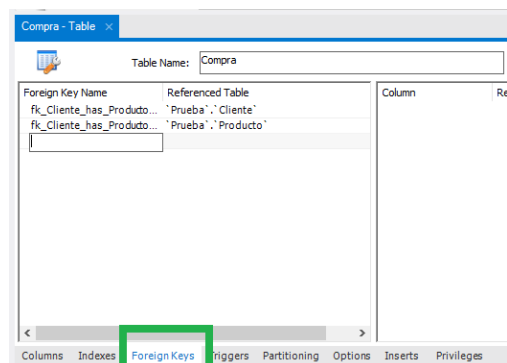 Compra - Table ×
Table Name: Compra
Foreign Key Name Referenced Table Column
fk_Cliente_has_Producto... `Prueba`.`Cliente`
fk_Cliente_has_Producto... `Prueba`.`Producto`
Columns Indexes Foreign Keys Triggers Partitioning Options Inserts Privileges